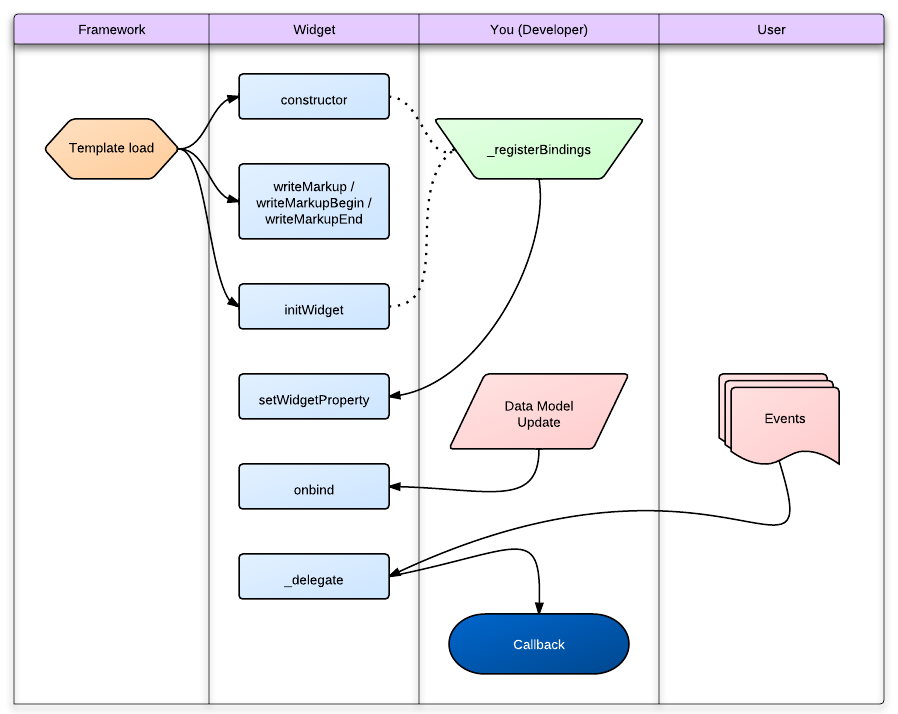 Framework
Widget
You (Developer)
User
constructor
Template load
_registerBindings
writeMarkup /
writeMarkupBegin /
writeMarkupEnd
initWidget
setWidgetProperty
Data Model
Update
Events
onbind
_delegate
Callback